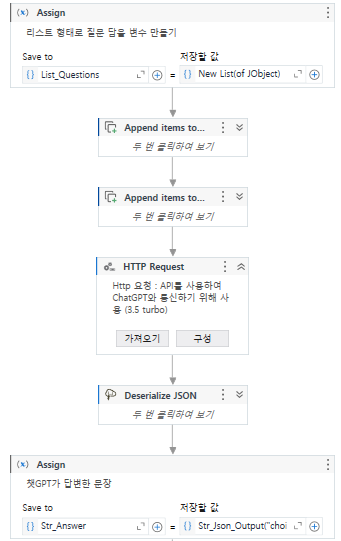 (x) Assign
리스트 형태로 질문 담을 변수 만들기
Save to 저장할 값
{} List_Questions = {} New List(of JObject)
Append items to...
두 번 클릭하여 보기
Append items to...
두 번 클릭하여 보기
HTTP Request
Http 요청 : API를 사용하여
ChatGPT와 통신하기 위해 사
용 (3.5 turbo)
가져오기 구성
Deserialize JSON
두 번 클릭하여 보기
(x) Assign
챗GPT가 답변한 문장
Save to 저장할 값
{} Str_Answer = {} Str_Json_Output("choi